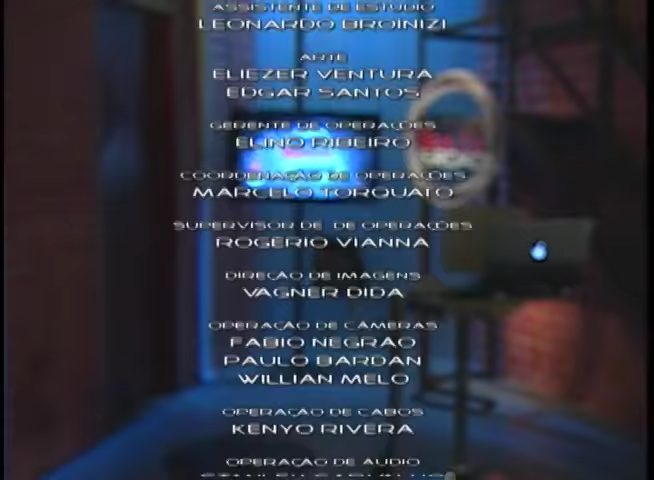 ASSISTENTE DE ESTÚDIO
LEONARDO BROINIZI
ARTE
ELIEZER VENTURA
EDGAR SANTOS
GERENTE DE OPERAÇÕES
ELINO RIBEIRO
COORDENAÇÃO DE OPERAÇÕES
MARCELO TORQUATO
SUPERVISOR DE DE OPERAÇÕES
ROGÉRIO VIANNA
DIREÇÃO DE IMAGENS
VAGNER DIDA
OPERAÇÃO DE CÂMERAS
FABIO NEGRÃO
PAULO BARDAN
WILLIAN MELO
OPERAÇÃO DE CABOS
KENYO RIVERA
OPERAÇÃO DE ÁUDIO